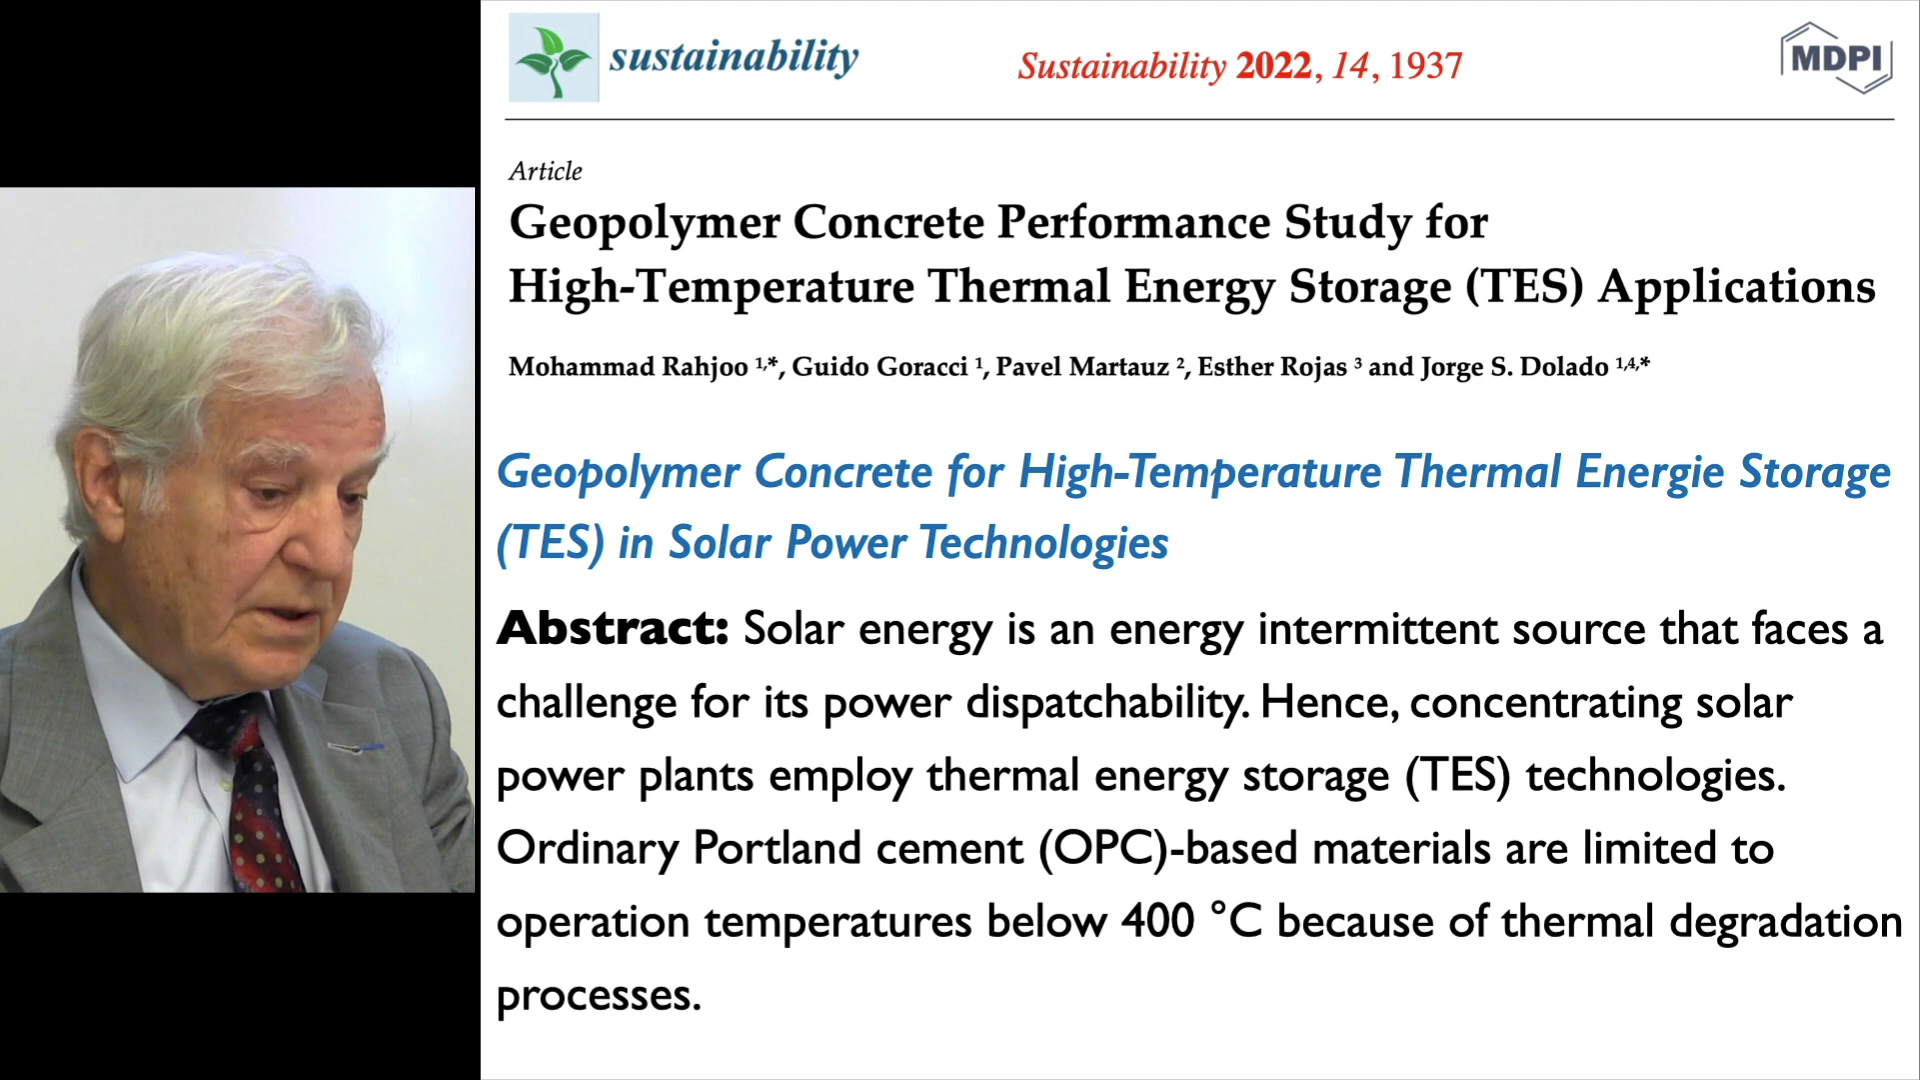 sustainability
Sustainability 2022, 14, 1937
MDPI
Article
Geopolymer Concrete Performance Study for
High-Temperature Thermal Energy Storage (TES) Applications
Mohammad Rahjoo 1,*, Guido Goracci 1, Pavel Martauz 2, Esther Rojas 3 and Jorge S. Dolado 1,4,*
Geopolymer Concrete for High-Temperature Thermal Energie Storage
(TES) in Solar Power Technologies
Abstract: Solar energy is an energy intermittent source that faces a
challenge for its power dispatchability. Hence, concentrating solar
power plants employ thermal energy storage (TES) technologies.
Ordinary Portland cement (OPC)-based materials are limited to
operation temperatures below 400 °C because of thermal degradation
processes.